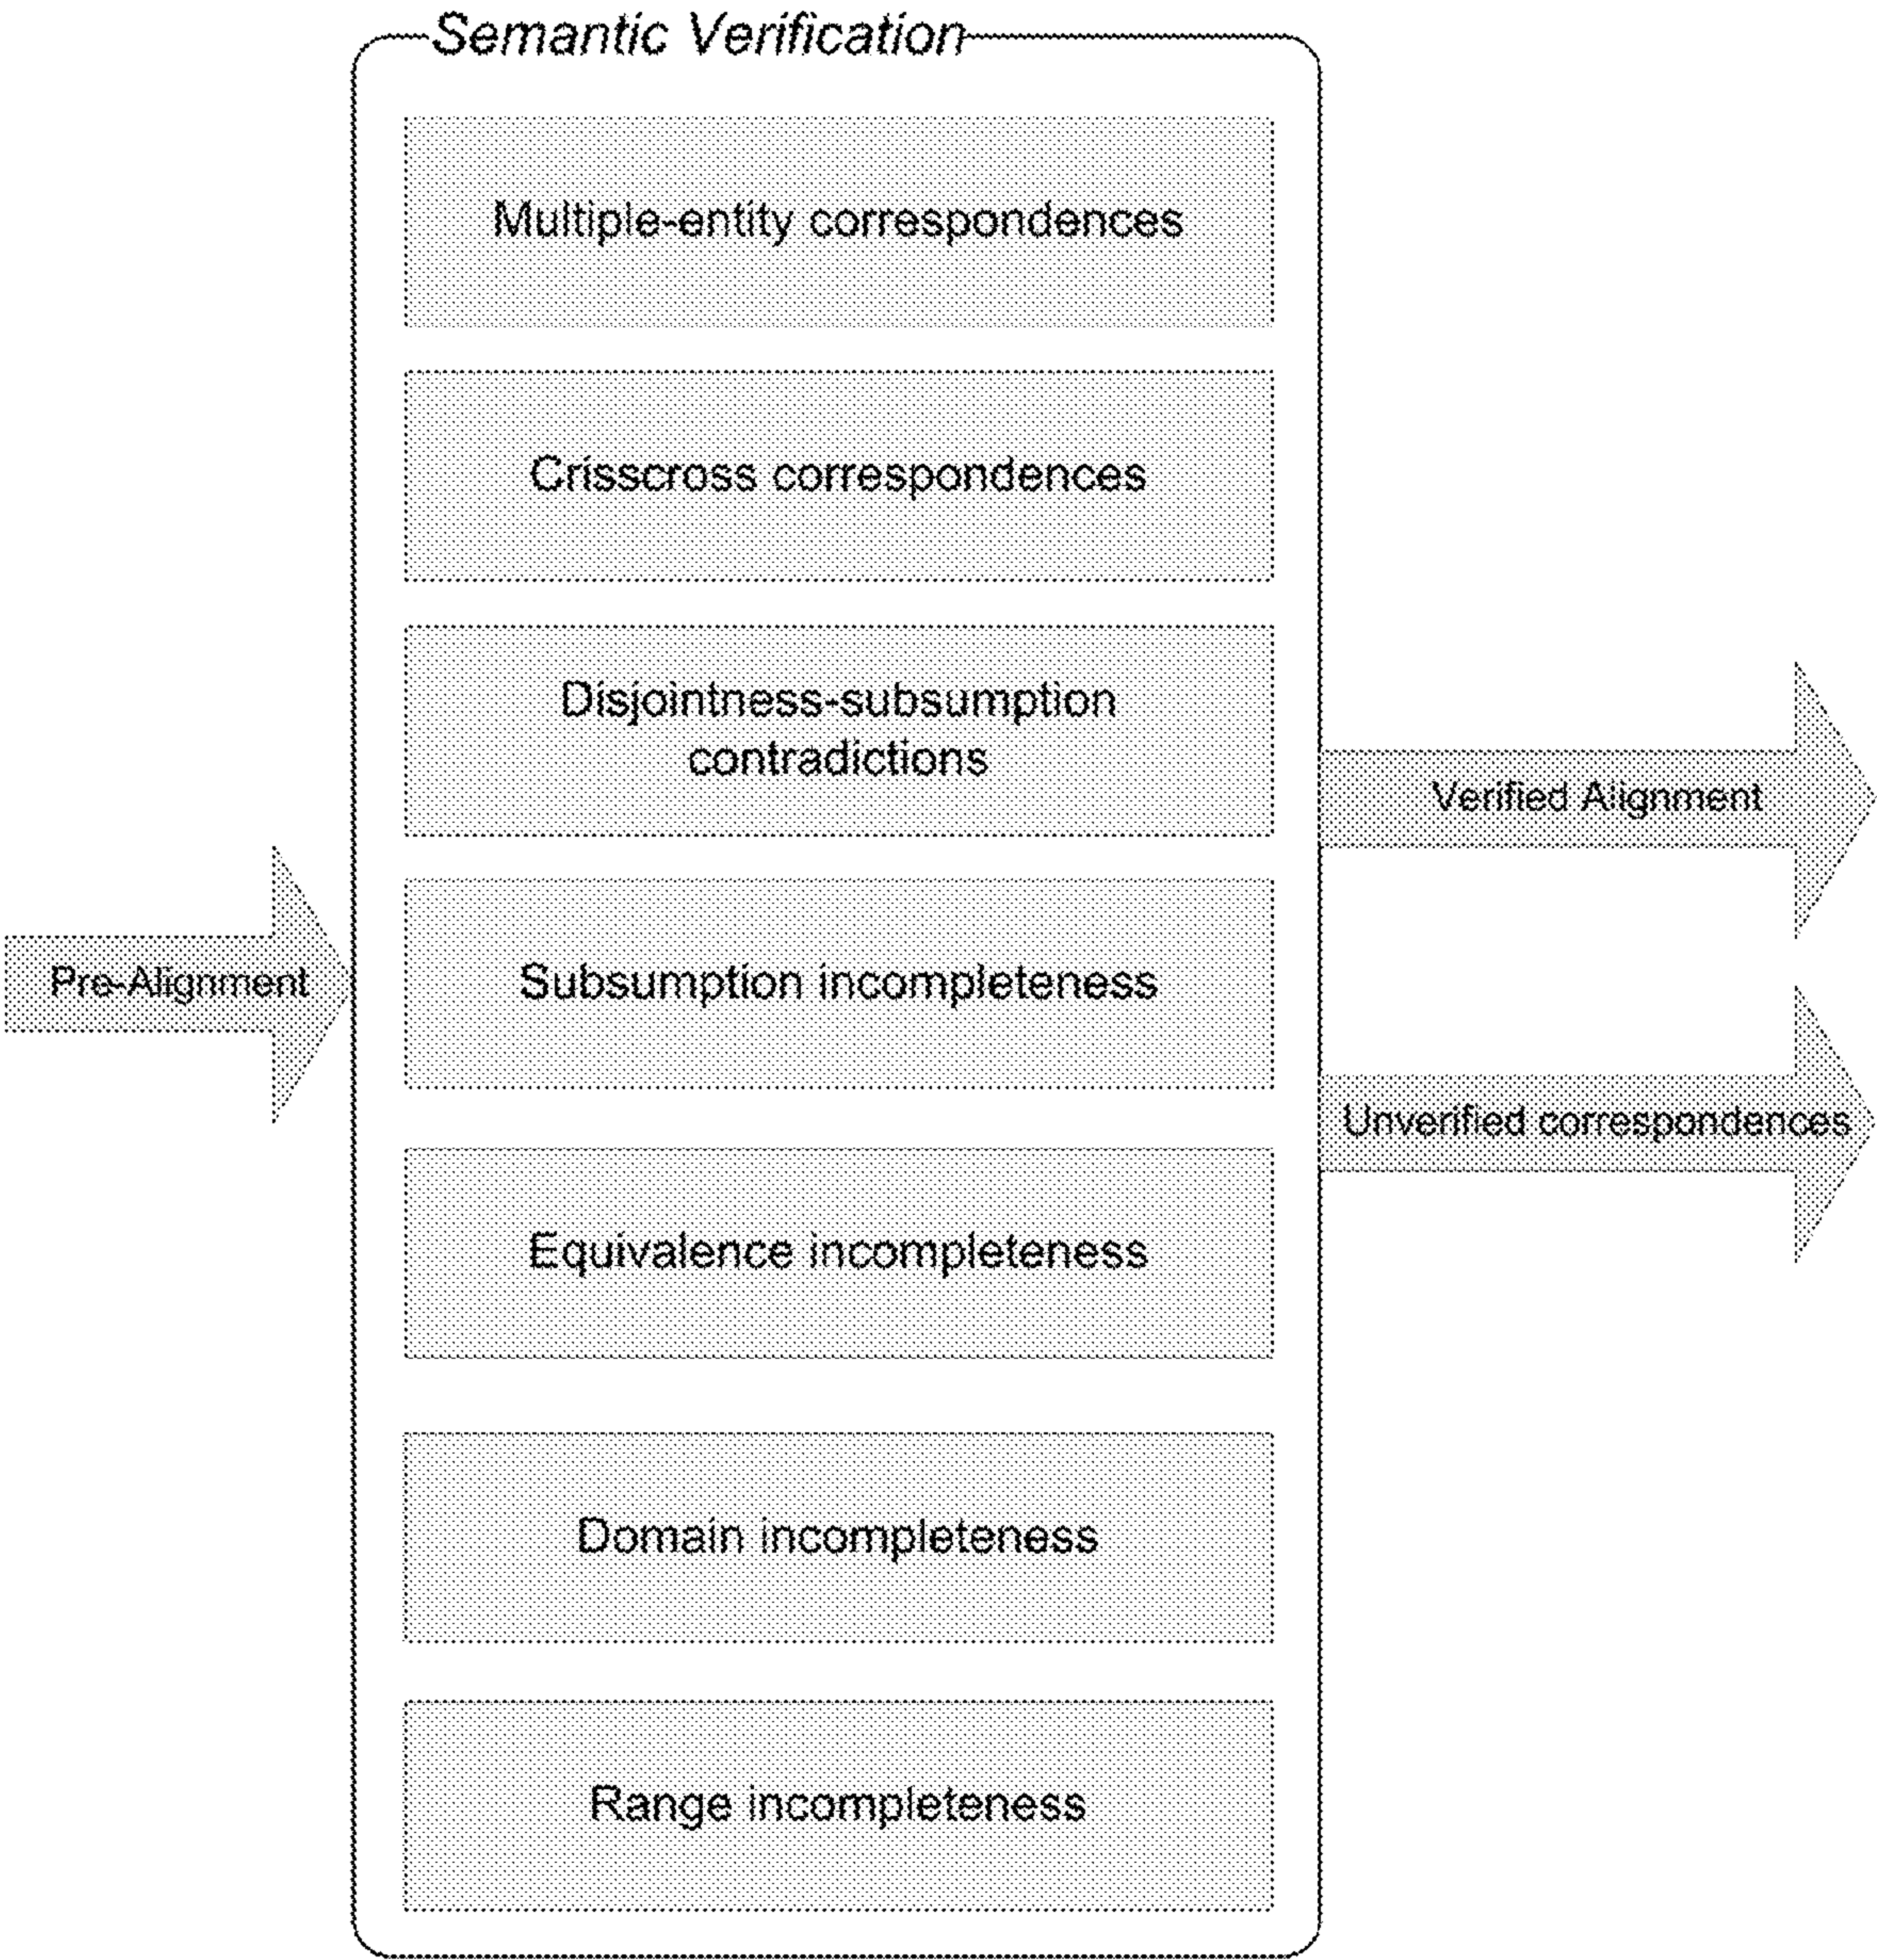 Semantic Verification
Multiple-entity correspondences
Crisscross correspondences
Disjointness-subsumption
contradictions
Verified Alignment
Pre-Alignment
Subsumption incompleteness
Unverified correspondences
Equivalence incompleteness
Domain incompleteness
Range incompleteness